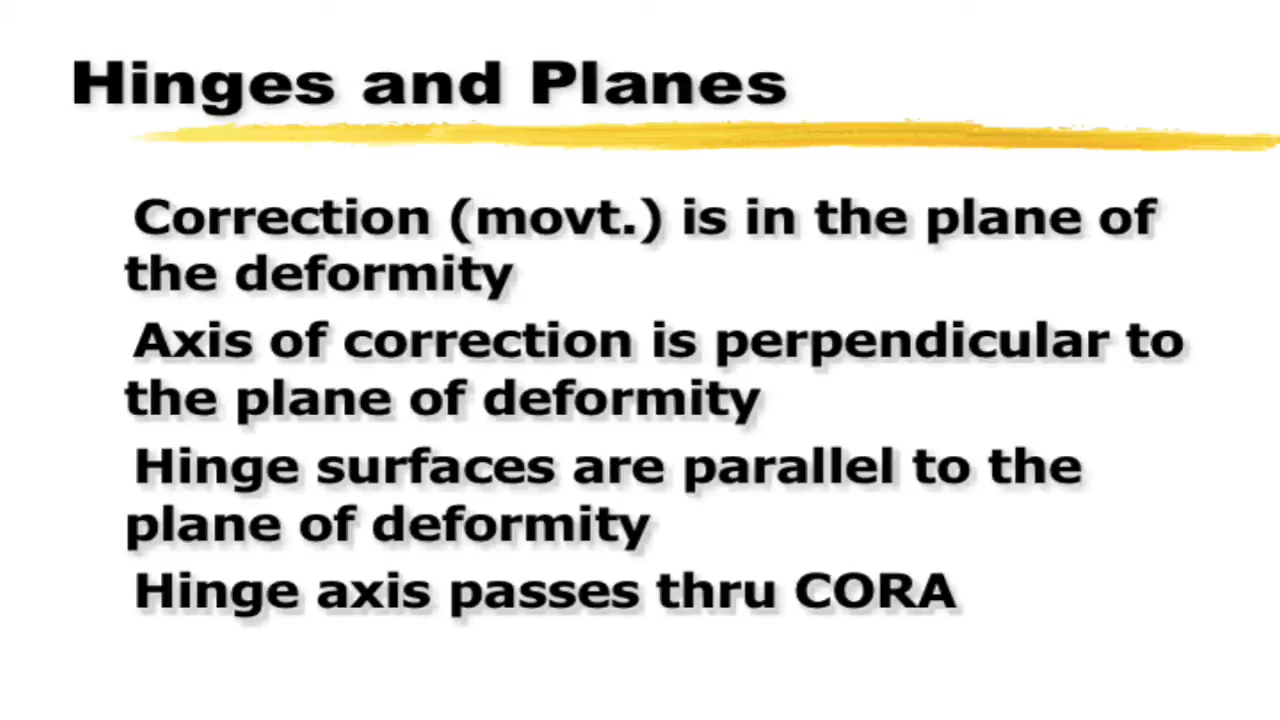 Hinges and Planes
Correction (movt.) is in the plane of
the deformity
Axis of correction is perpendicular to
the plane of deformity
Hinge surfaces are parallel to the
plane of deformity
Hinge axis passes thru CORA